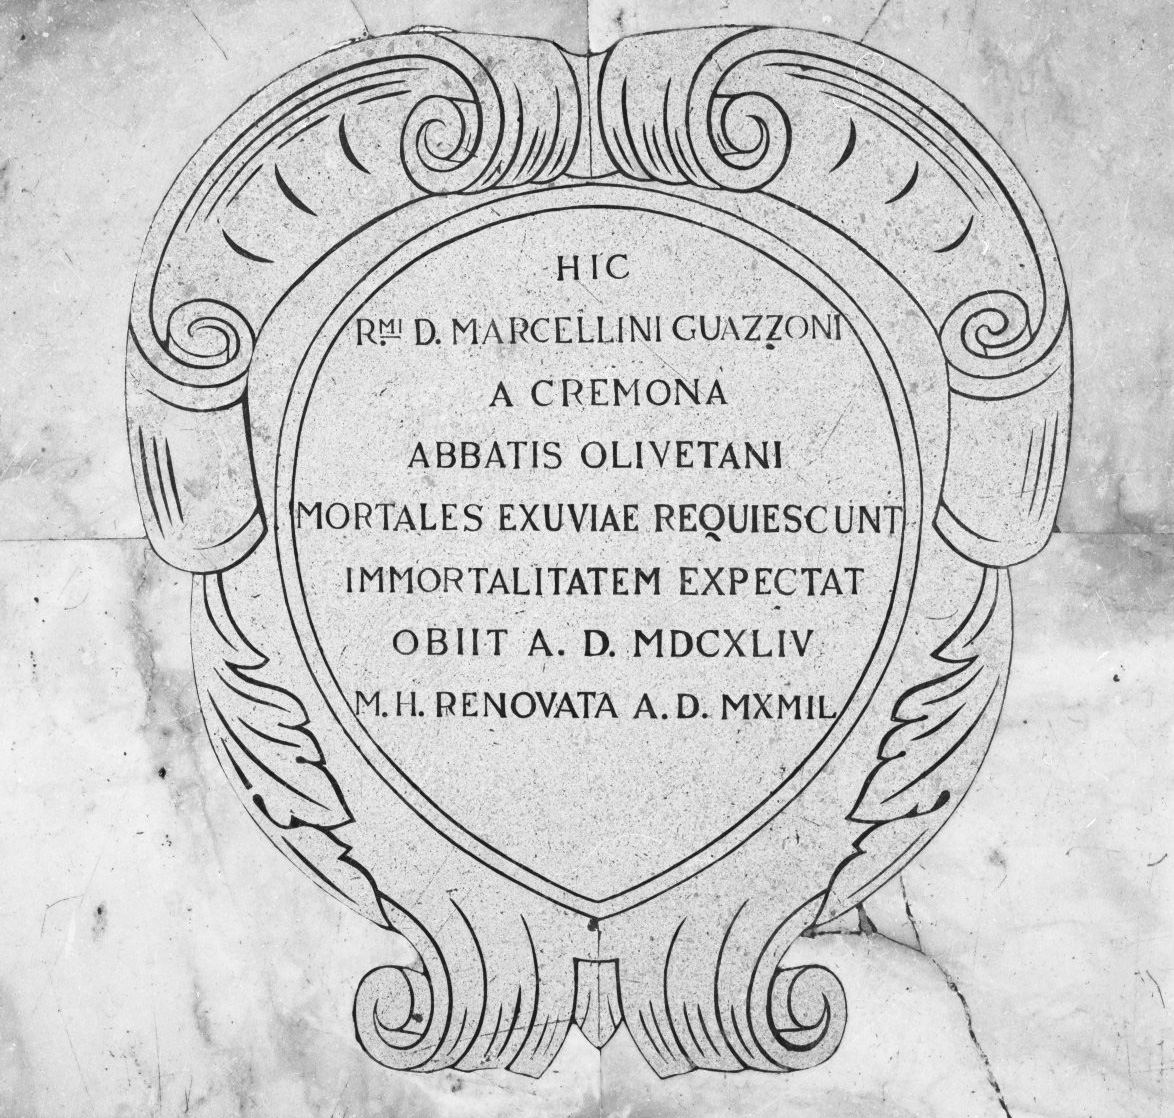 HIC
RMI D. MARCELLINI GUAZZONI
A CREMONA
ABBATIS OLIVETANI
MORTALES EXUVIAE REQUIESCUNT
IMMORTALITATEM EXPECTAT
OBIIT A. D. MDCXLIV
M.H. RENOVATA A.D. MXMIL